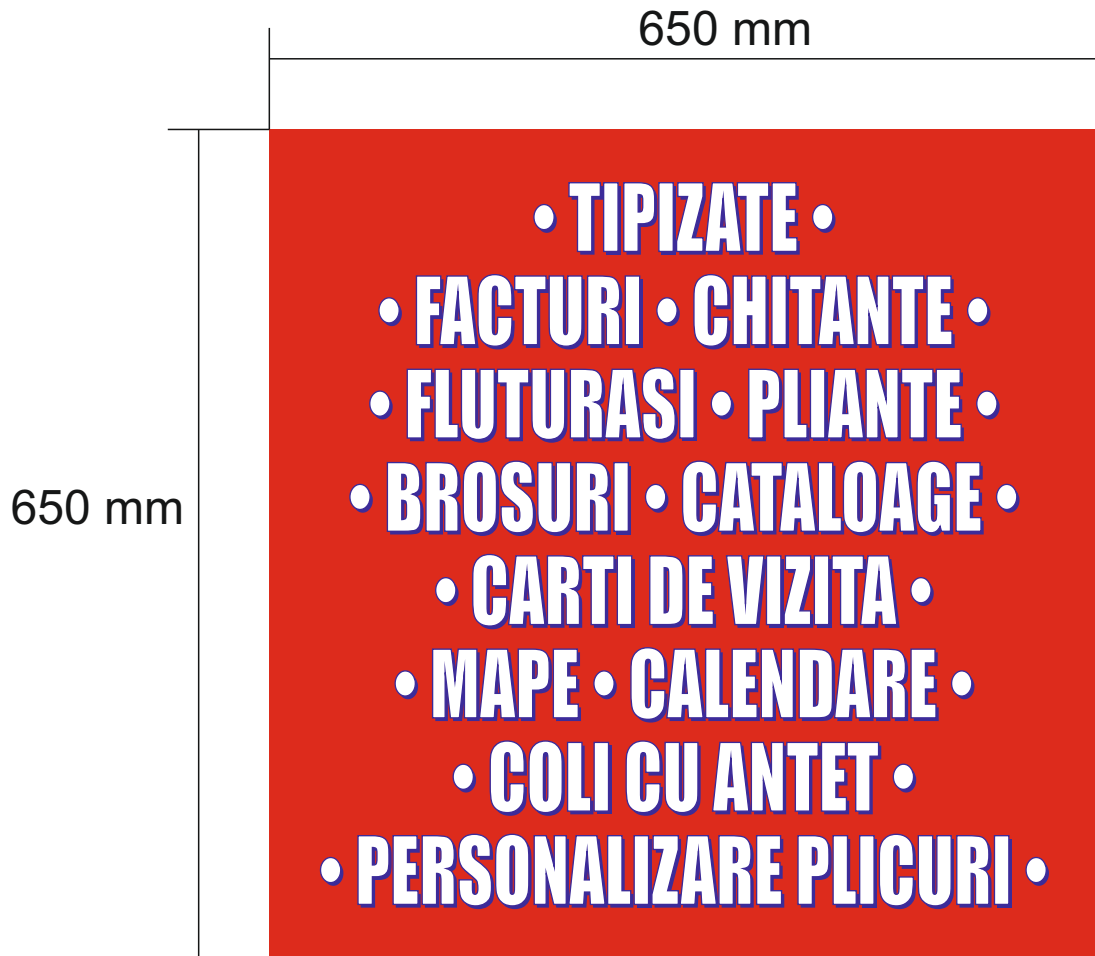 650 mm
• TIPIZATE •
• FACTURI • CHITANTE •
• FLUTURASI • PLIANTE •
650 mm
• BROSURI • CATALOAGE •
• CARTI DE VIZITA •
• MAPE • CALENDARE •
• COLI CU ANTET •
• PERSONALIZARE PLICURI •